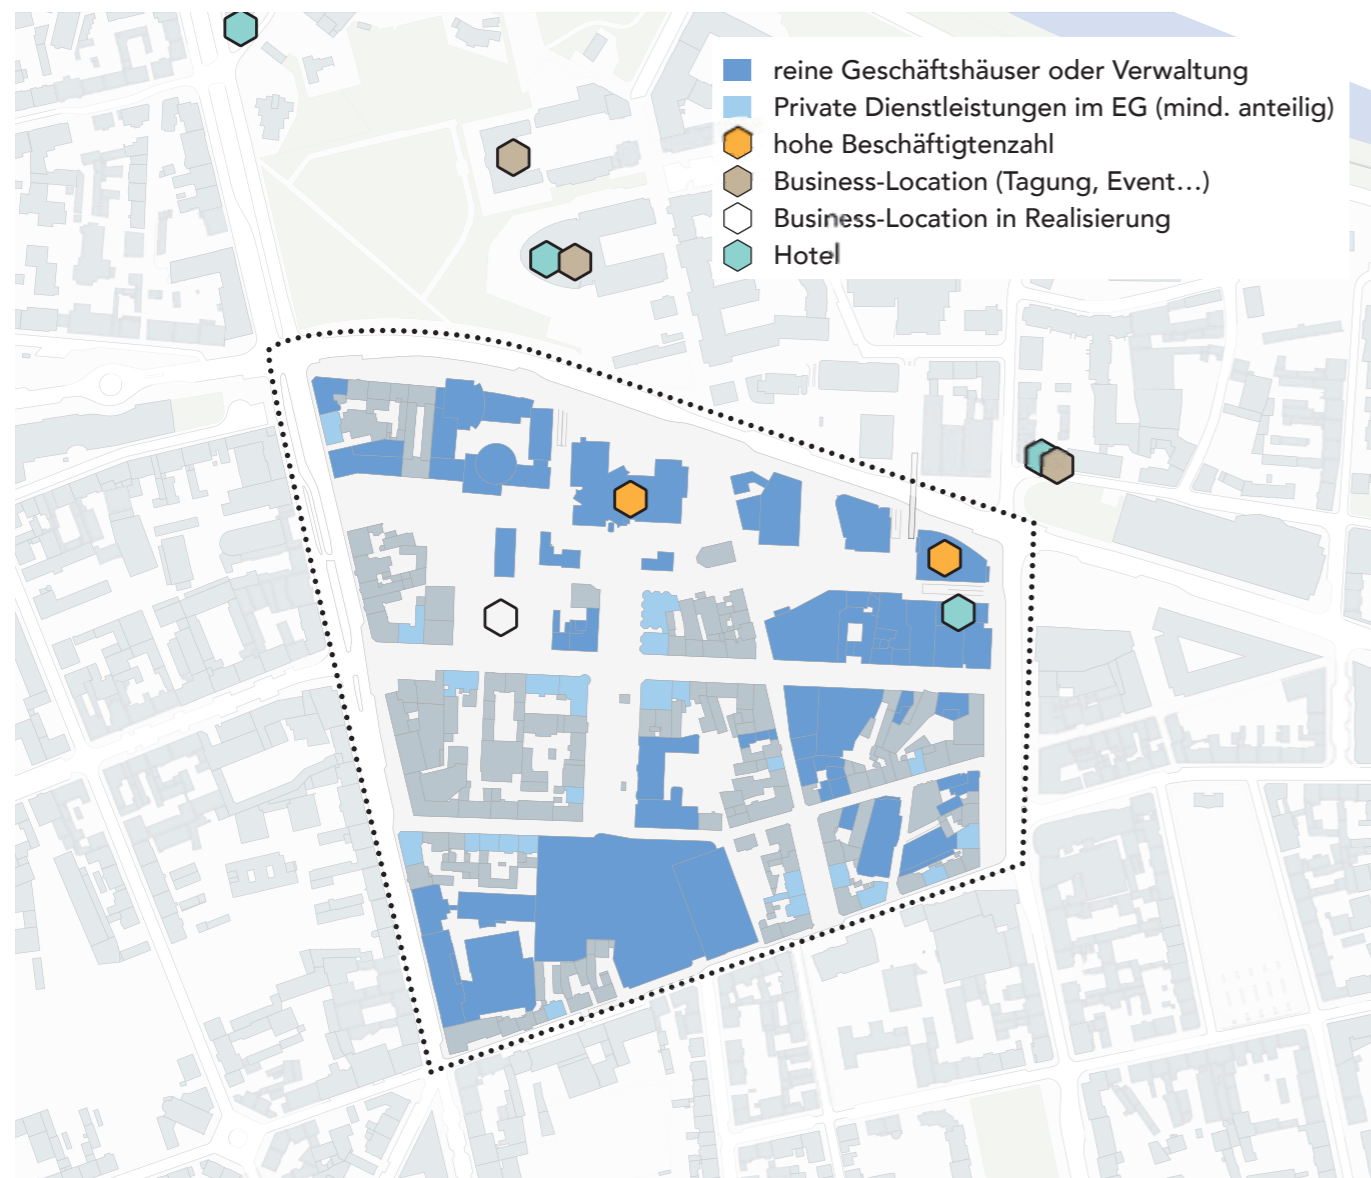 reine Geschäftshäuser oder Verwaltung
Private Dienstleistungen im EG (mind. anteilig)
hohe Beschäftigtenzahl
Business-Location (Tagung, Event...)
Business-Location in Realisierung
Hotel